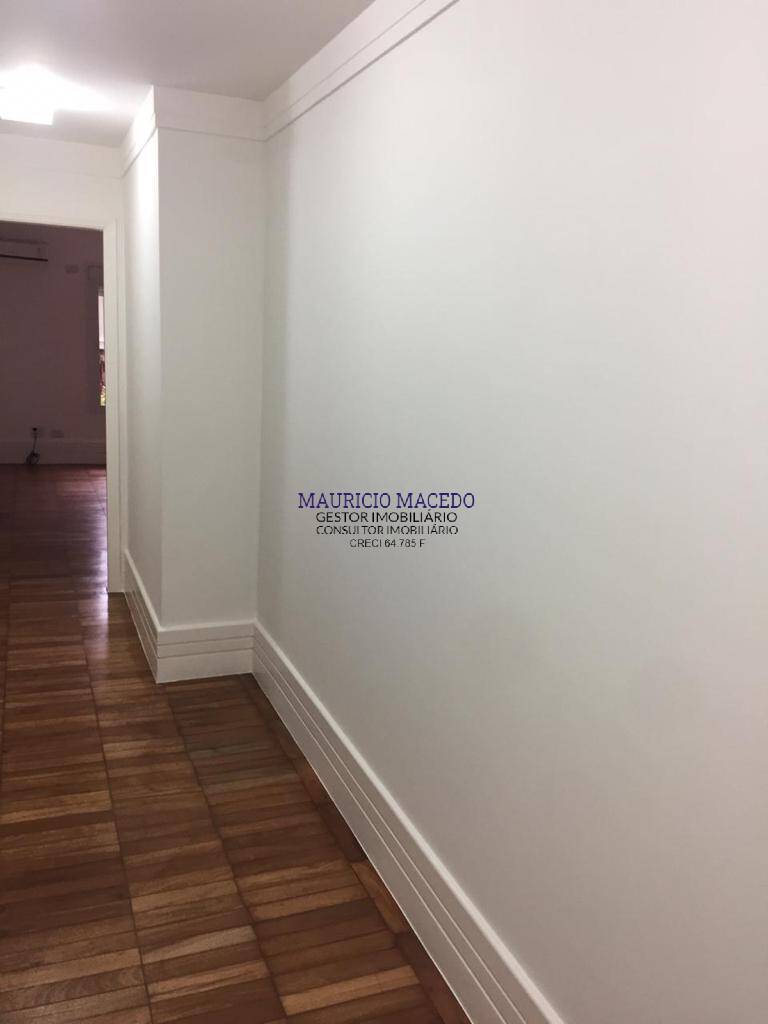 MAURICIO MACEDO
GESTOR IMOBILIÁRIO
CONSULTOR IMOBILIÁRIO
CRECI 64.785 F